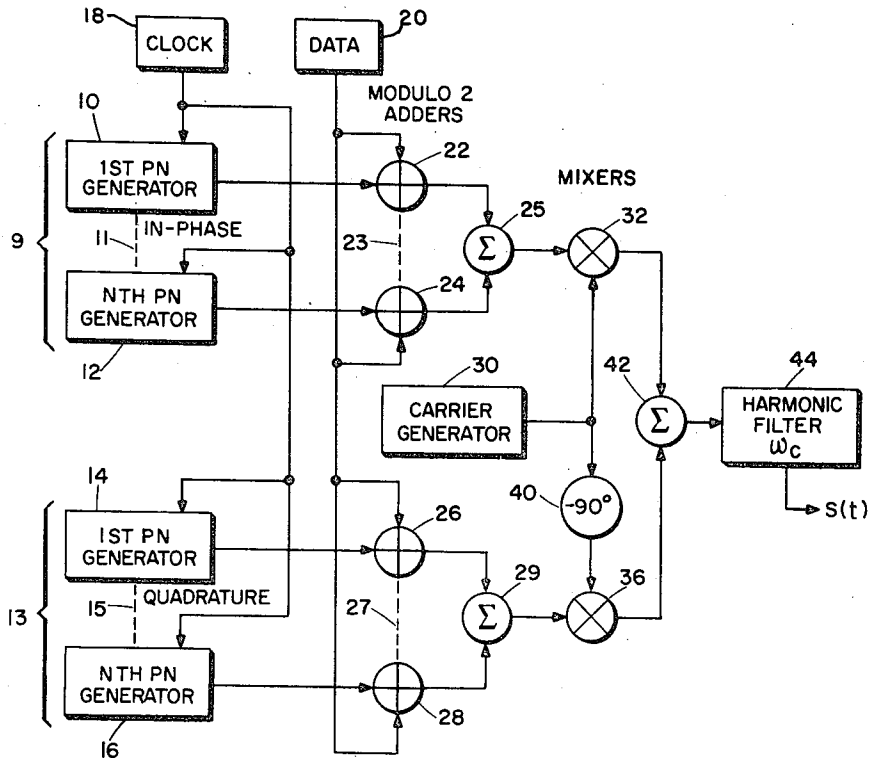 18
CLOCK
DATA
20
MODULO 2
ADDERS
10
1ST PN
GENERATOR
22
MIXERS
9
11
IN-PHASE
23
25
Σ
32
NTH PN
GENERATOR
24
12
30
CARRIER
GENERATOR
42
Σ
44
HARMONIC
FILTER
ωc
S(t)
14
1ST PN
GENERATOR
26
40
-90°
13
15
QUADRATURE
27
29
Σ
36
NTH PN
GENERATOR
28
16